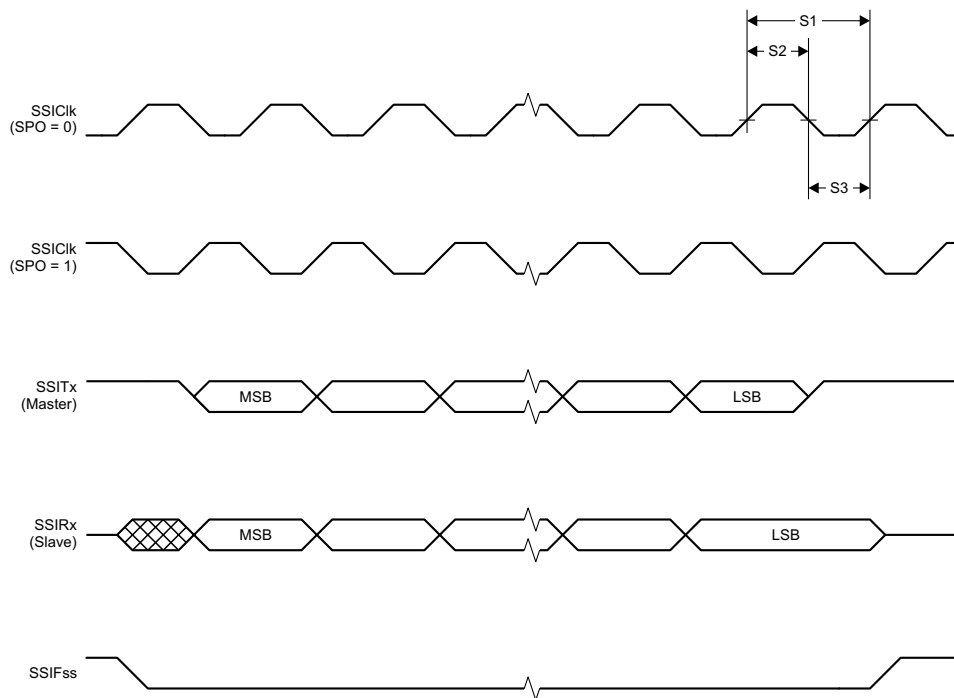 S1
S2
SSIClk
(SPO = 0)
S3
SSIClk
(SPO = 1)
SSITx
(Master)
MSB
LSB
SSIRx
(Slave)
MSB
LSB
SSIFss